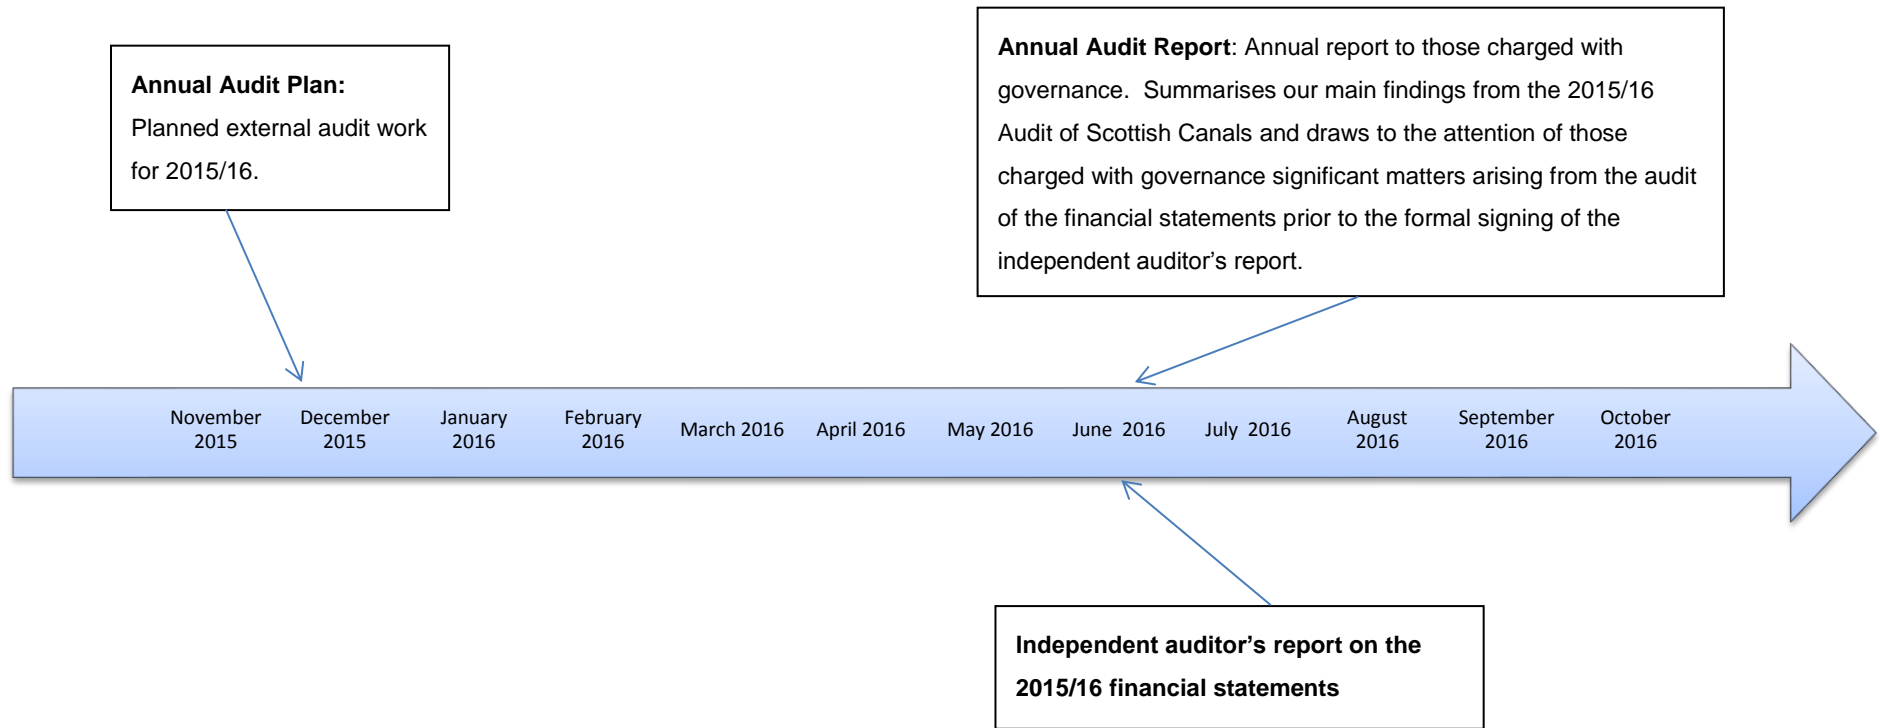 Annual Audit Plan:
Planned external audit work
for 2015/16.
Annual Audit Report: Annual report to those charged with
governance.  Summarises our main findings from the 2015/16
Audit of Scottish Canals and draws to the attention of those
charged with governance significant matters arising from the audit
of the financial statements prior to the formal signing of the
independent auditor’s report.
November
2015
December
2015
January
2016
February
2016
March 2016
April 2016
May 2016
June  2016
July  2016
August
2016
September
2016
October
2016
Independent auditor’s report on the
2015/16 financial statements